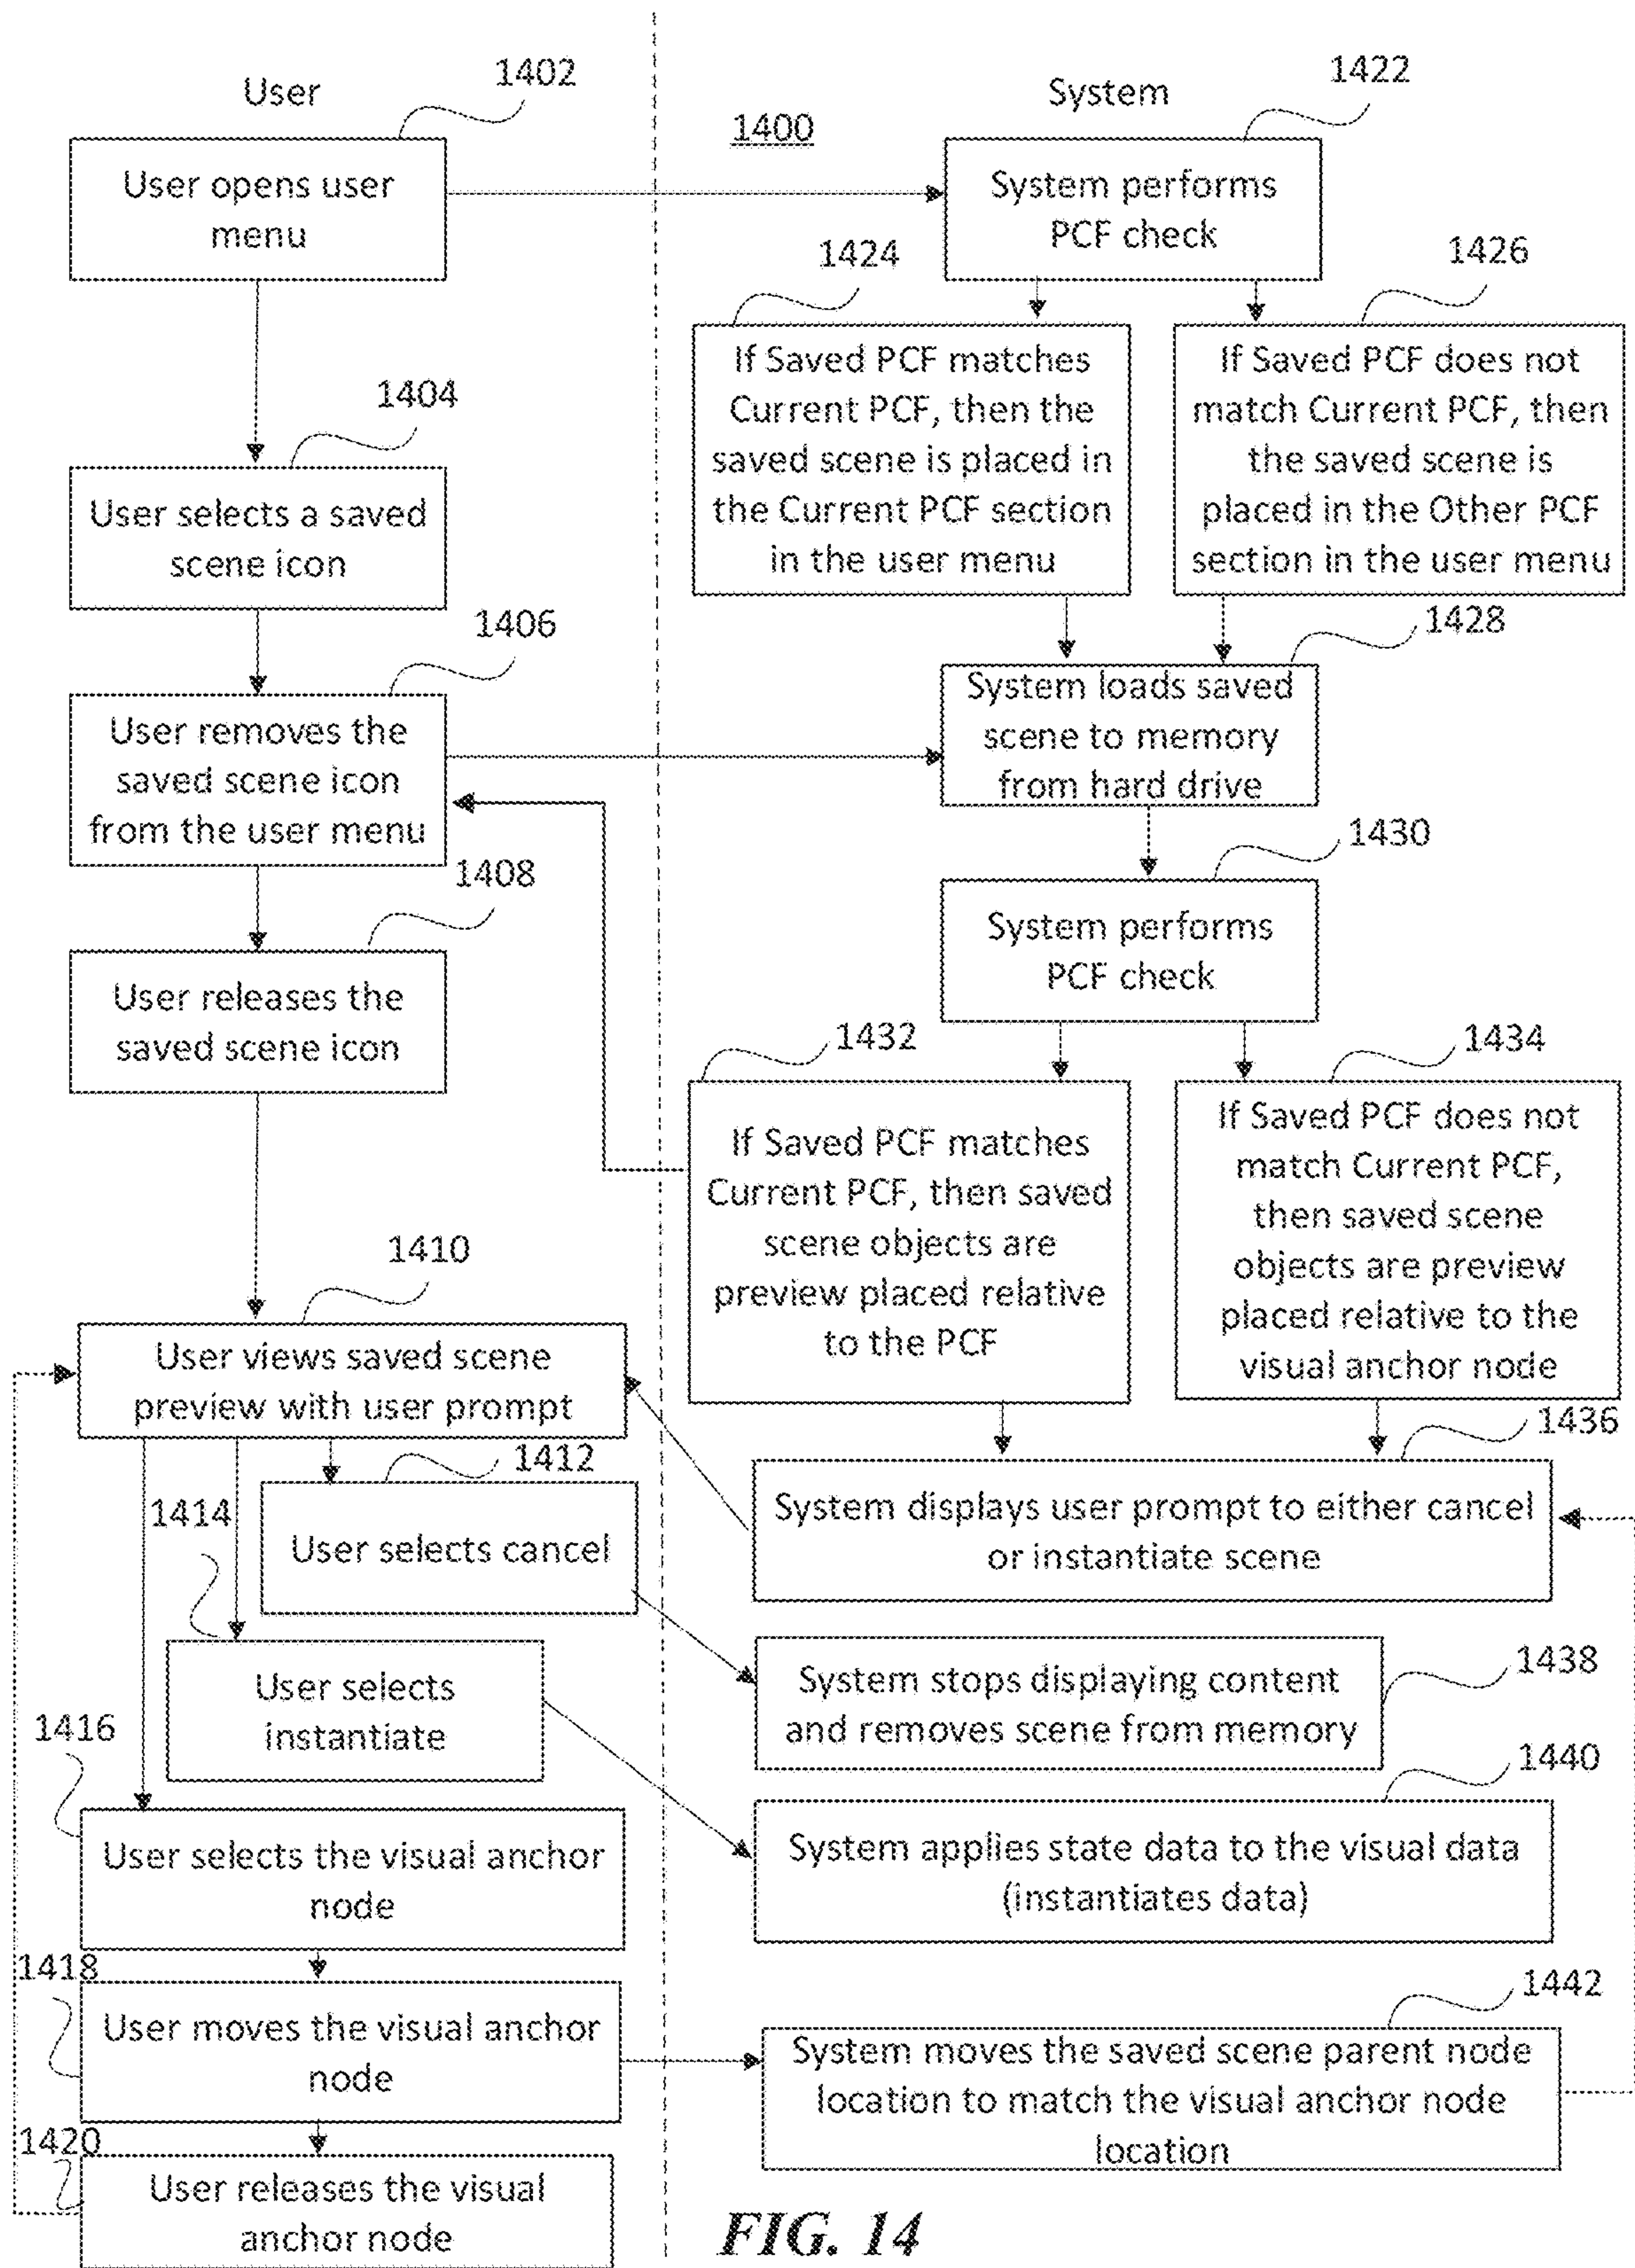 User
1402
System
1422
1400
User opens user
menu
System performs
PCF check
1424
1426
If Saved PCF matches
Current PCF, then the
saved scene is placed in
the Current PCF section
in the user menu
If Saved PCF does not
match Current PCF, then
the saved scene is
placed in the Other PCF
section in the user menu
1404
User selects a saved
scene icon
1406
1428
User removes the
saved scene icon
from the user menu
System loads saved
scene to memory
from hard drive
1408
1430
User releases the
saved scene icon
System performs
PCF check
1432
1434
If Saved PCF matches
Current PCF, then saved
scene objects are
preview placed relative
to the PCF
If Saved PCF does not
match Current PCF,
then saved scene
objects are preview
placed relative to the
visual anchor node
1410
User views saved scene
preview with user prompt
1436
System displays user prompt to either cancel
or instantiate scene
1412
User selects cancel
1414
User selects
instantiate
1438
System stops displaying content
and removes scene from memory
1416
User selects the visual anchor
node
1440
System applies state data to the visual data
(instantiates data)
1418
User moves the visual anchor
node
1442
System moves the saved scene parent node
location to match the visual anchor node
location
1420
User releases the visual
anchor node
FIG. 14